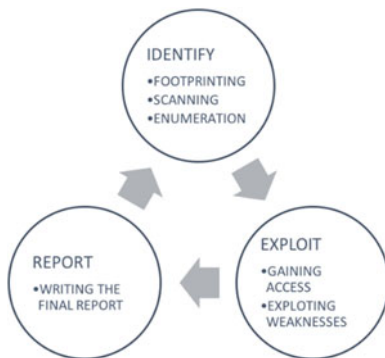 IDENTIFY
•FOOTPRINTING
•SCANNING
•ENUMERATION
EXPLOIT
•GAINING
ACCESS
•EXPLOTING
WEAKNESSES
REPORT
•WRITING THE
FINAL REPORT